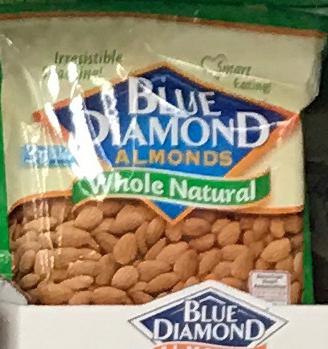 Irresistible
Smart
Eating!
BLUE
DIAMOND
ALMONDS
Whole Natural
BLUE
DIAMOND